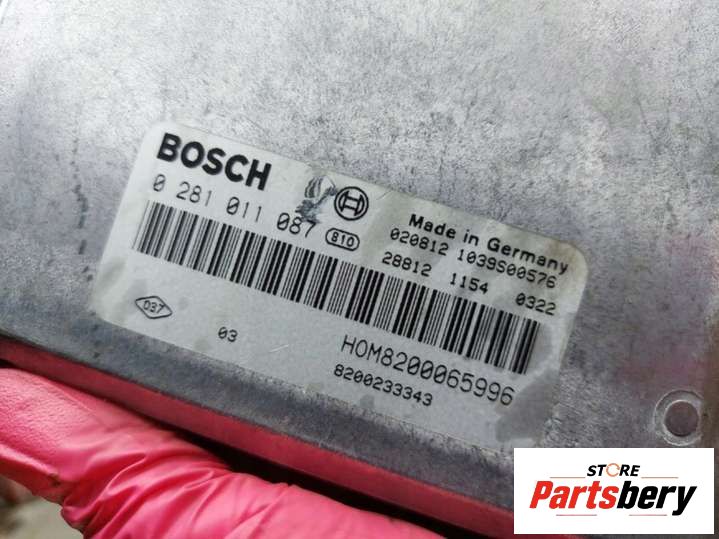 BOSCH
0 281 011 087 810
Made in Germany
020812 1039S00576
28812 1154 0322
D37
03 HOM8200065996
8200233343
STORE
Partsbery